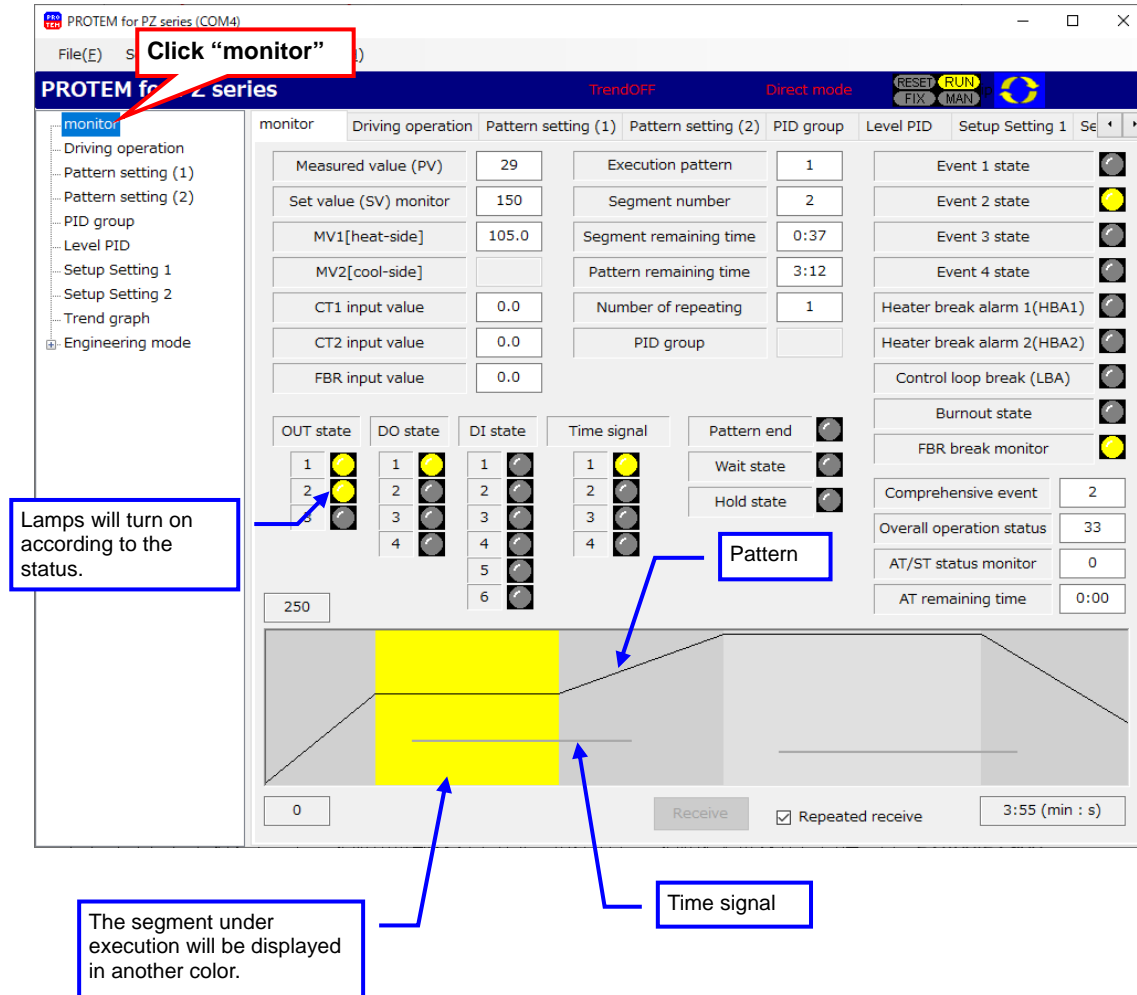 PRO
TEM
PROTEM for PZ series (COM4)
File(F)
Click “monitor”
PROTEM for PZ series
TrendOFF
Direct mode
RESET
RUN
FIX
MAN
monitor
Driving operation
Pattern setting (1)
Pattern setting (2)
PID group
Level PID
Setup Setting 1
Setup Setting 2
Trend graph
Engineering mode
monitor Driving operation Pattern setting (1) Pattern setting (2) PID group Level PID Setup Setting 1 Se
Measured value (PV) 29
Set value (SV) monitor 150
MV1[heat-side] 105.0
MV2[cool-side]
CT1 input value 0.0
CT2 input value 0.0
FBR input value 0.0
Execution pattern 1
Segment number 2
Segment remaining time 0:37
Pattern remaining time 3:12
Number of repeating 1
PID group
Event 1 state
Event 2 state
Event 3 state
Event 4 state
Heater break alarm 1(HBA1)
Heater break alarm 2(HBA2)
Control loop break (LBA)
Burnout state
FBR break monitor
OUT state
1
2
3
DO state
1
2
3
4
DI state
1
2
3
4
5
6
Time signal
1
2
3
4
Pattern end
Wait state
Hold state
Comprehensive event 2
Overall operation status 33
AT/ST status monitor 0
AT remaining time 0:00
Lamps will turn on
according to the
status.
Pattern
250
0
Receive
Repeated receive
3:55 (min : s)
Time signal
The segment under
execution will be displayed
in another color.